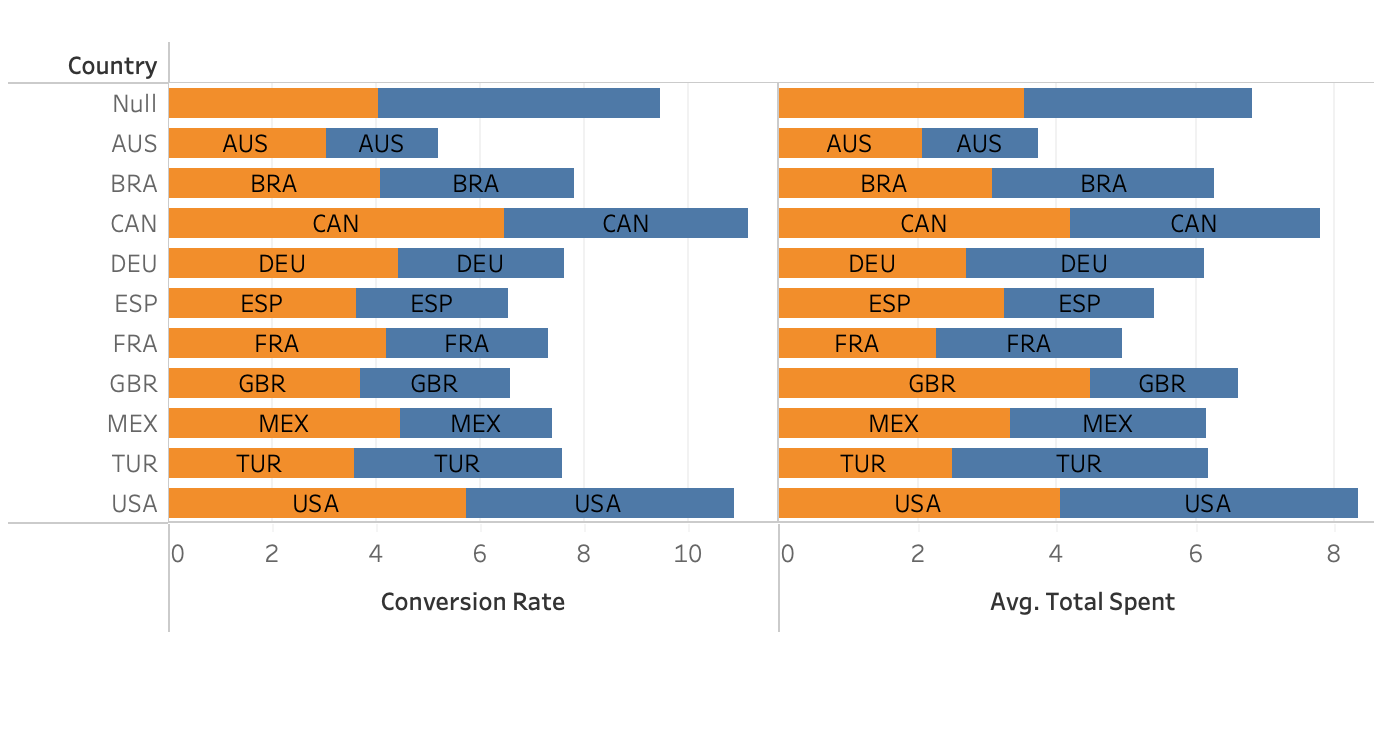 Country
Null
AUS AUS AUS AUS AUS
BRA BRA BRA BRA BRA
CAN CAN CAN CAN CAN
DEU DEU DEU DEU DEU
ESP ESP ESP ESP ESP
FRA FRA FRA FRA FRA
GBR GBR GBR GBR GBR
MEX MEX MEX MEX MEX
TUR TUR TUR TUR TUR
USA USA USA USA USA
0 2 4 6 8 10 0 2 4 6 8
Conversion Rate Avg. Total Spent